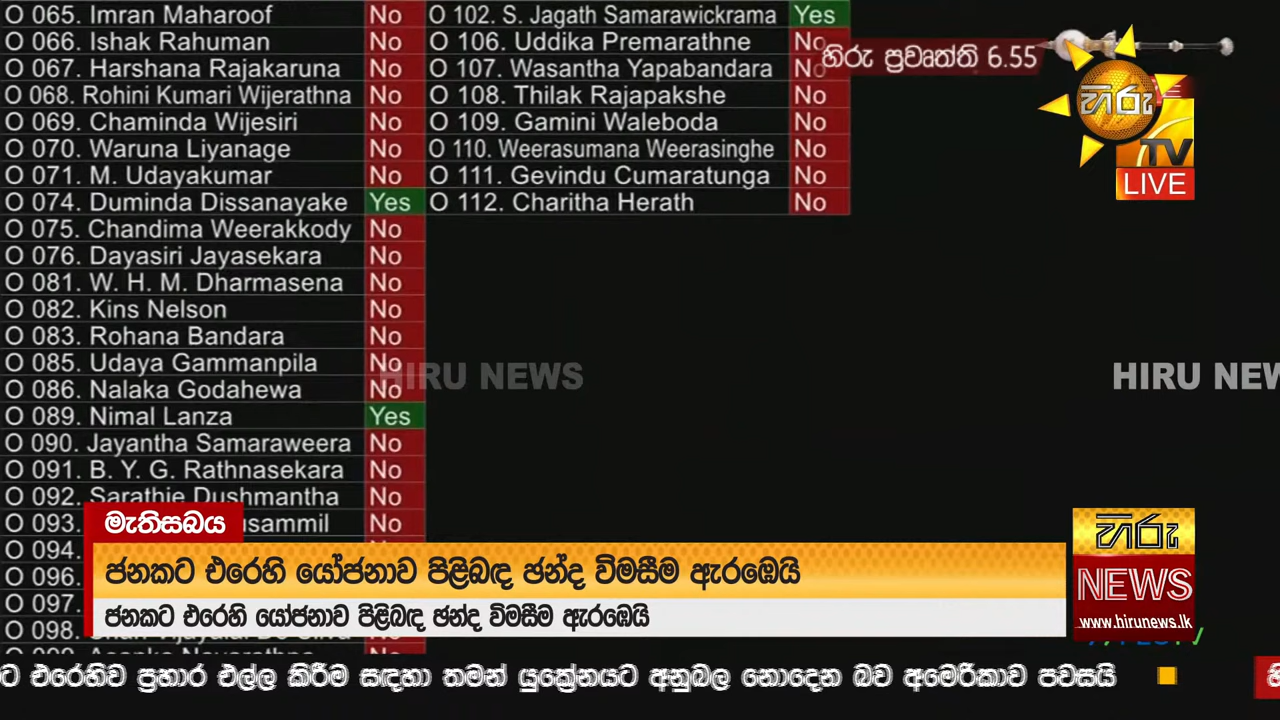 O 065. Imran Maharoof No
O 066. Ishak Rahuman No
O 067. Harshana Rajakaruna No
O 068. Rohini Kumari Wijerathna No
O 069. Chaminda Wijesiri No
O 070. Waruna Liyanage No
O 071. M. Udayakumar No
O 074. Duminda Dissanayake Yes
O 075. Chandima Weerakkody No
O 076. Dayasiri Jayasekara No
O 081. W. H. M. Dharmasena No
O 082. Kins Nelson No
O 083. Rohana Bandara No
O 085. Udaya Gammanpila No
O 086. Nalaka Godahewa No
O 089. Nimal Lanza Yes
O 090. Jayantha Samaraweera No
O 091. B. Y. G. Rathnasekara No
O 092. Sarathie Dushmantha No
O 093. usammil No
O 094.
O 096.
O 097.
O 098.
O 102. S. Jagath Samarawickrama Yes
O 106. Uddika Premarathne No
O 107. Wasantha Yapabandara No
O 108. Thilak Rajapakshe No
O 109. Gamini Waleboda No
O 110. Weerasumana Weerasinghe No
O 111. Gevindu Cumaratunga No
O 112. Charitha Herath No
හිරු ප්‍රවෘත්ති 6.55
හිරු
TV
LIVE
HIRU NEWS
HIRU NEW
මැතිසබය
ජනකට එරෙහි යෝජනාව පිළිබඳ ඡන්ද විමසීම ඇරඹෙයි
ජනකට එරෙහි යෝජනාව පිළිබඳ ඡන්ද විමසීම ඇරඹෙයි
හිරු
NEWS
www.hirunews.lk
ට එරෙහිව ප්‍රහාර එල්ල කිරීම සඳහා තමන් යුක්‍රේනයට අනුබල නොදෙන බව අමෙරිකාව පවසයි